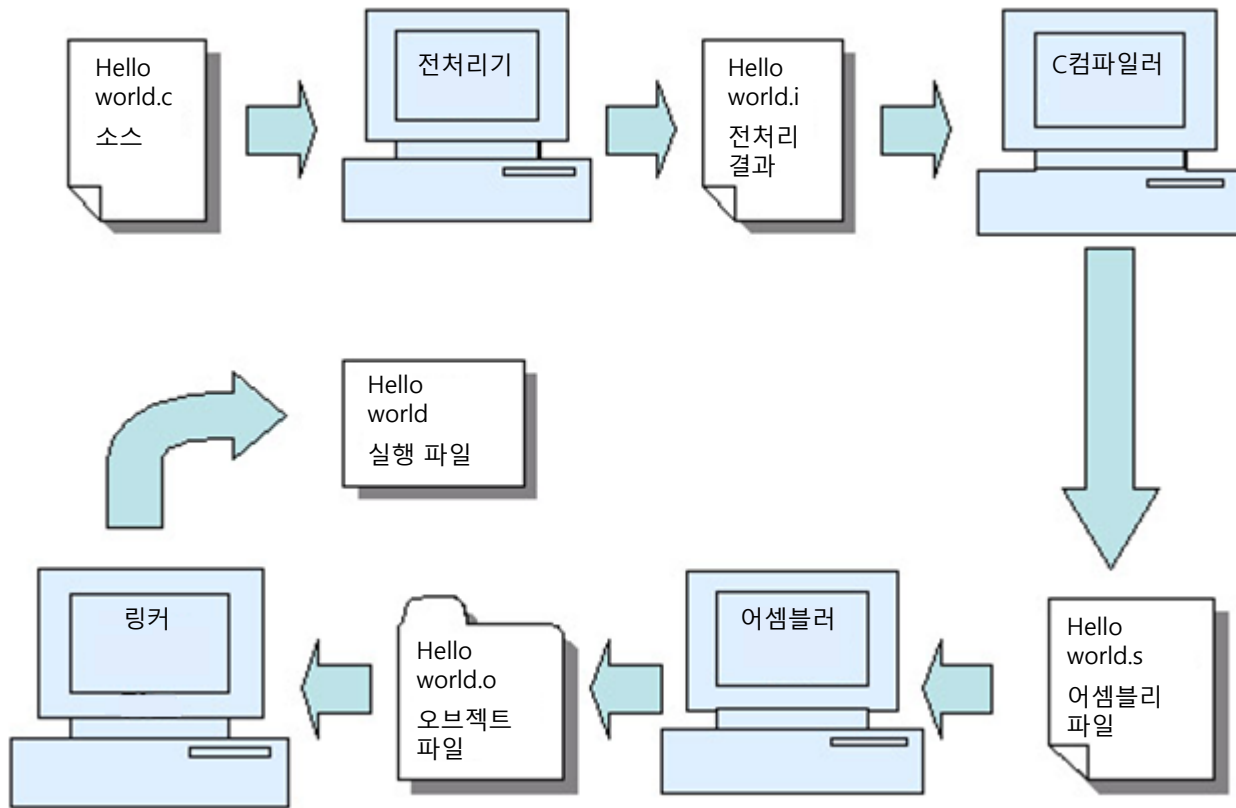 Hello
world.c
소스
전처리기
Hello
world.i
전처리
결과
C컴파일러
Hello
world
실행 파일
링커
Hello
world.o
오브젝트
파일
어셈블러
Hello
world.s
어셈블리
파일